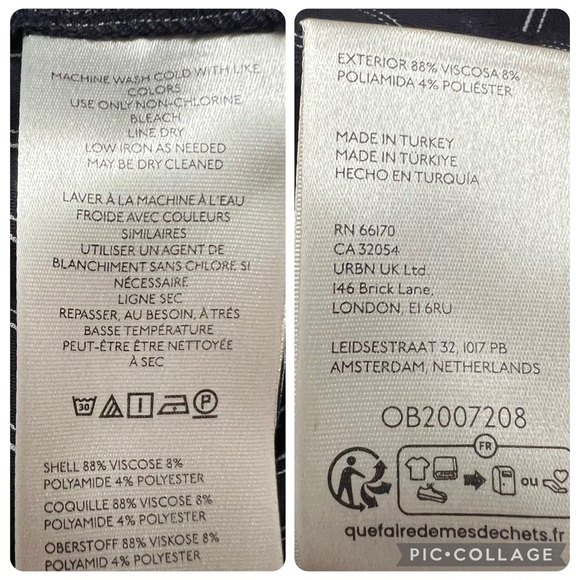 MACHINE WASH COLD WITH LIKE
COLORS
USE ONLY NON-CHLORINE
BLEACH
LINE DRY
LOW IRON AS NEEDED
MAY BE DRY CLEANED
LAVER À LA MACHINE À L'EAU
FROIDE AVEC COULEURS
SIMILAIRES
UTILISER UN AGENT DE
BLANCHIMENT SANS CHLORE SI
NÉCESSAIRE
LIGNE SEC
REPASSER, AU BESOIN, À TRÉS
BASSE TEMPÉRATURE
PEUT-ÊTRE ÊTRE NETTOYÉE
À SEC
30
P
SHELL 88% VISCOSE 8%
POLYAMIDE 4% POLYESTER
COQUILLE 88% VISCOSE 8%
POLYAMIDE 4% POLYESTER
OBERSTOFF 88% VISKOSE 8%
POLYAMID 4% POLYESTER
EXTERIOR 88% VISCOSA 8%
POLIAMIDA 4% POLIÉSTER
MADE IN TURKEY
MADE IN TÜRKIYE
HECHO EN TURQUÍA
RN 66170
CA 32054
URBN UK Ltd.
146 Brick Lane,
LONDON, E1 6RU
LEIDSESTRAAT 32, 1017 PB
AMSTERDAM, NETHERLANDS
OB2007208
FR
ou
quefairedemesdechets.fr
PIC•COLLAGE